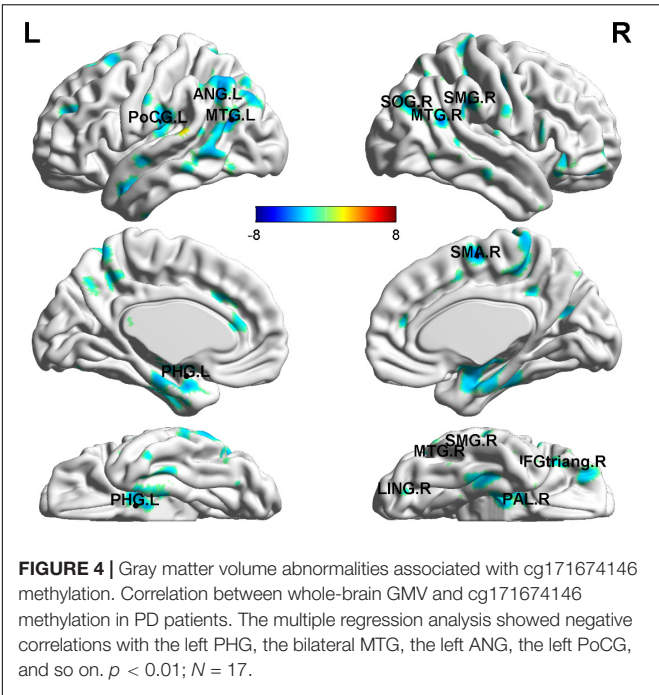 L
R
ANG.L
PoCG.L
MTG.L
SOG.R
SMG.R
MTG.R
-8
8
SMA.R
PHG.L
SMG.R
MTG.R
IFGtriang.R
LING.R
PHG.L
PAL.R
FIGURE 4 | Gray matter volume abnormalities associated with cg171674146
methylation. Correlation between whole-brain GMV and cg171674146
methylation in PD patients. The multiple regression analysis showed negative
correlations with the left PHG, the bilateral MTG, the left ANG, the left PoCG,
and so on. p < 0.01; N = 17.